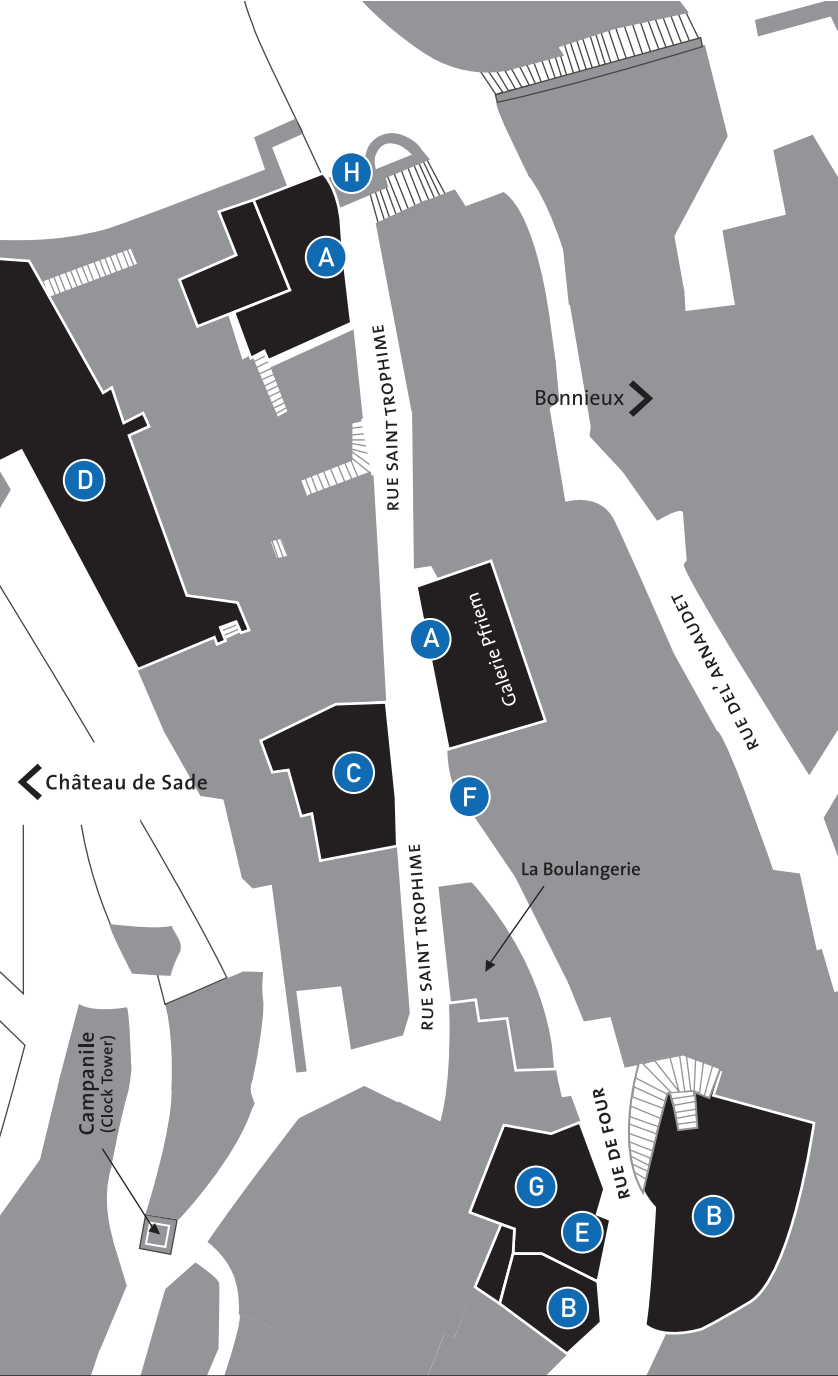 H
A
RUE SAINT TROPHIME
Bonnieux
D
A
Galerie Pfriem
RUE DEL' ARNAUDET
C
Château de Sade
F
RUE SAINT TROPHIME
La Boulangerie
Campanile
(Clock Tower)
RUE DE FOUR
G
E
B
B